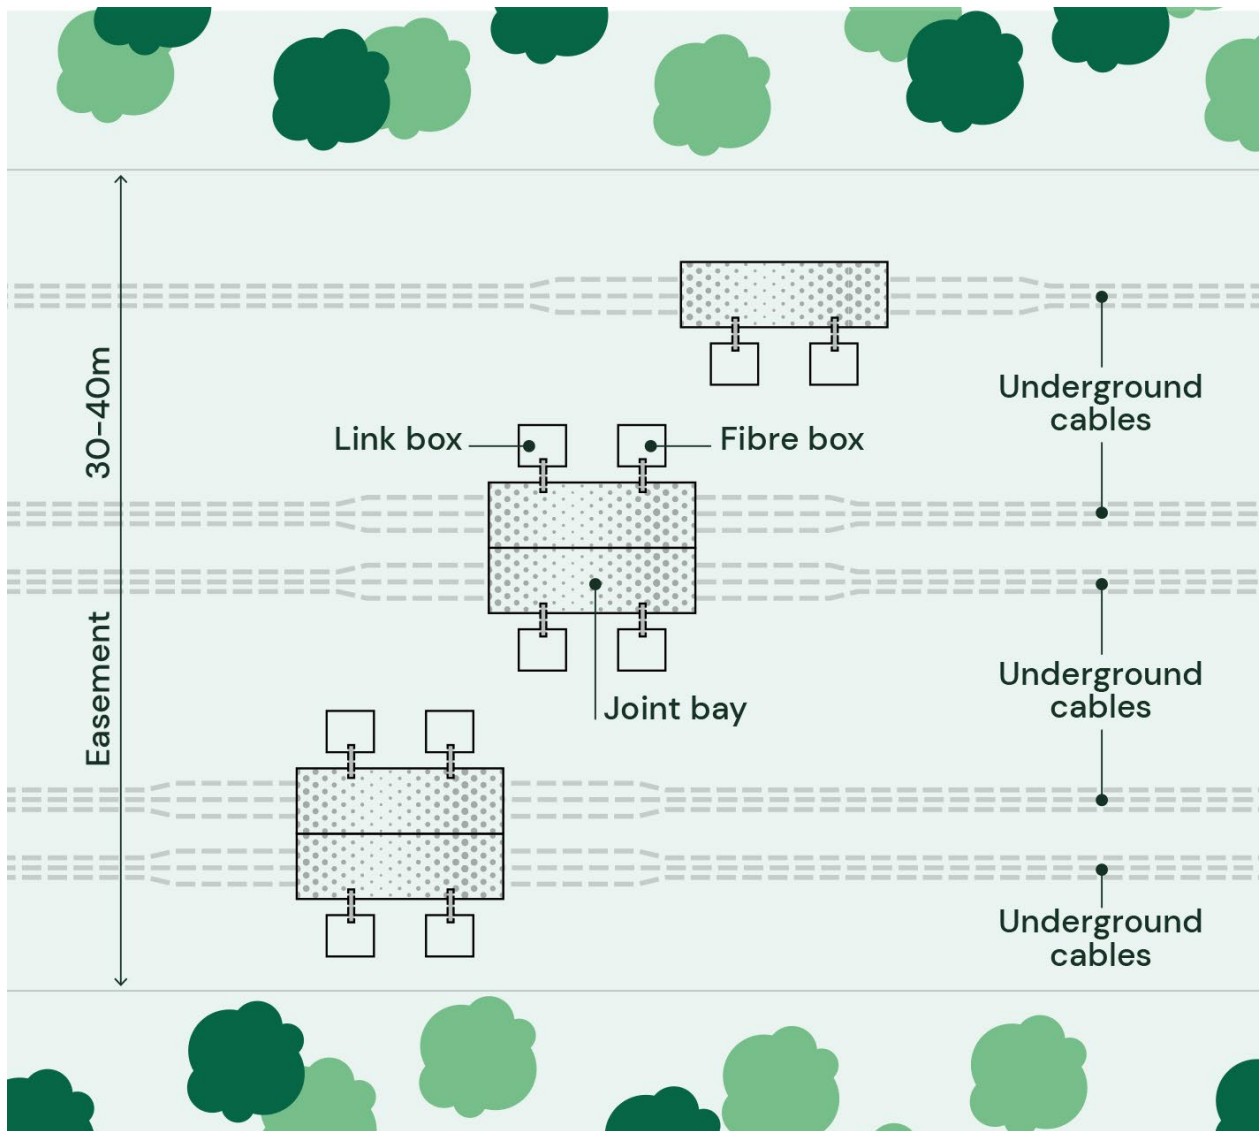 Underground
cables
30–40m
Link box
Fibre box
Easement
Underground
cables
Joint bay
Underground
cables